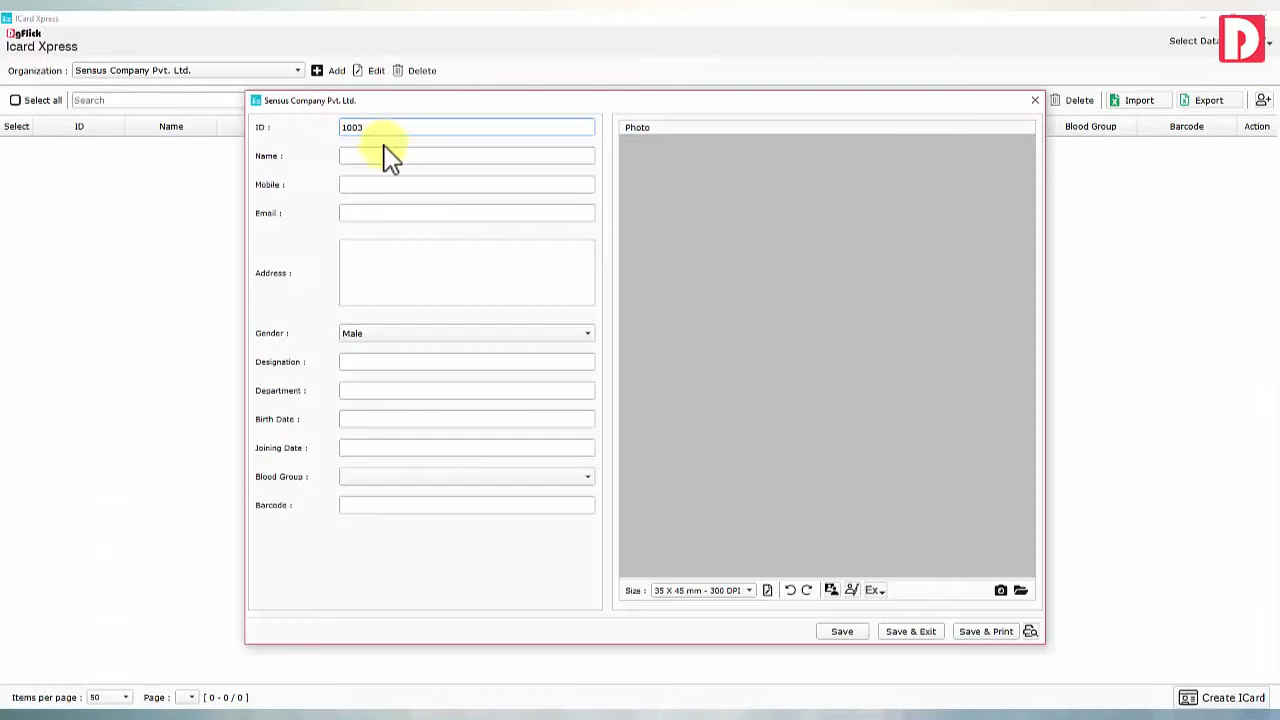 ICard Xpress
DgFlick
Icard Xpress
Select Data
D
Organization : Sensus Company Pvt. Ltd. Add Edit Delete
Select all Search Delete Import Export
Select ID Name Blood Group Barcode Action
Sensus Company Pvt. Ltd.
ID : 1003
Name :
Mobile :
Email :
Address :
Gender : Male
Designation :
Department :
Birth Date :
Joining Date :
Blood Group :
Barcode :
Photo
Size : 35 X 45 mm - 300 DPI Ex
Save Save & Exit Save & Print
Items per page : 50 Page : [ 0 - 0 / 0 ] Create ICard